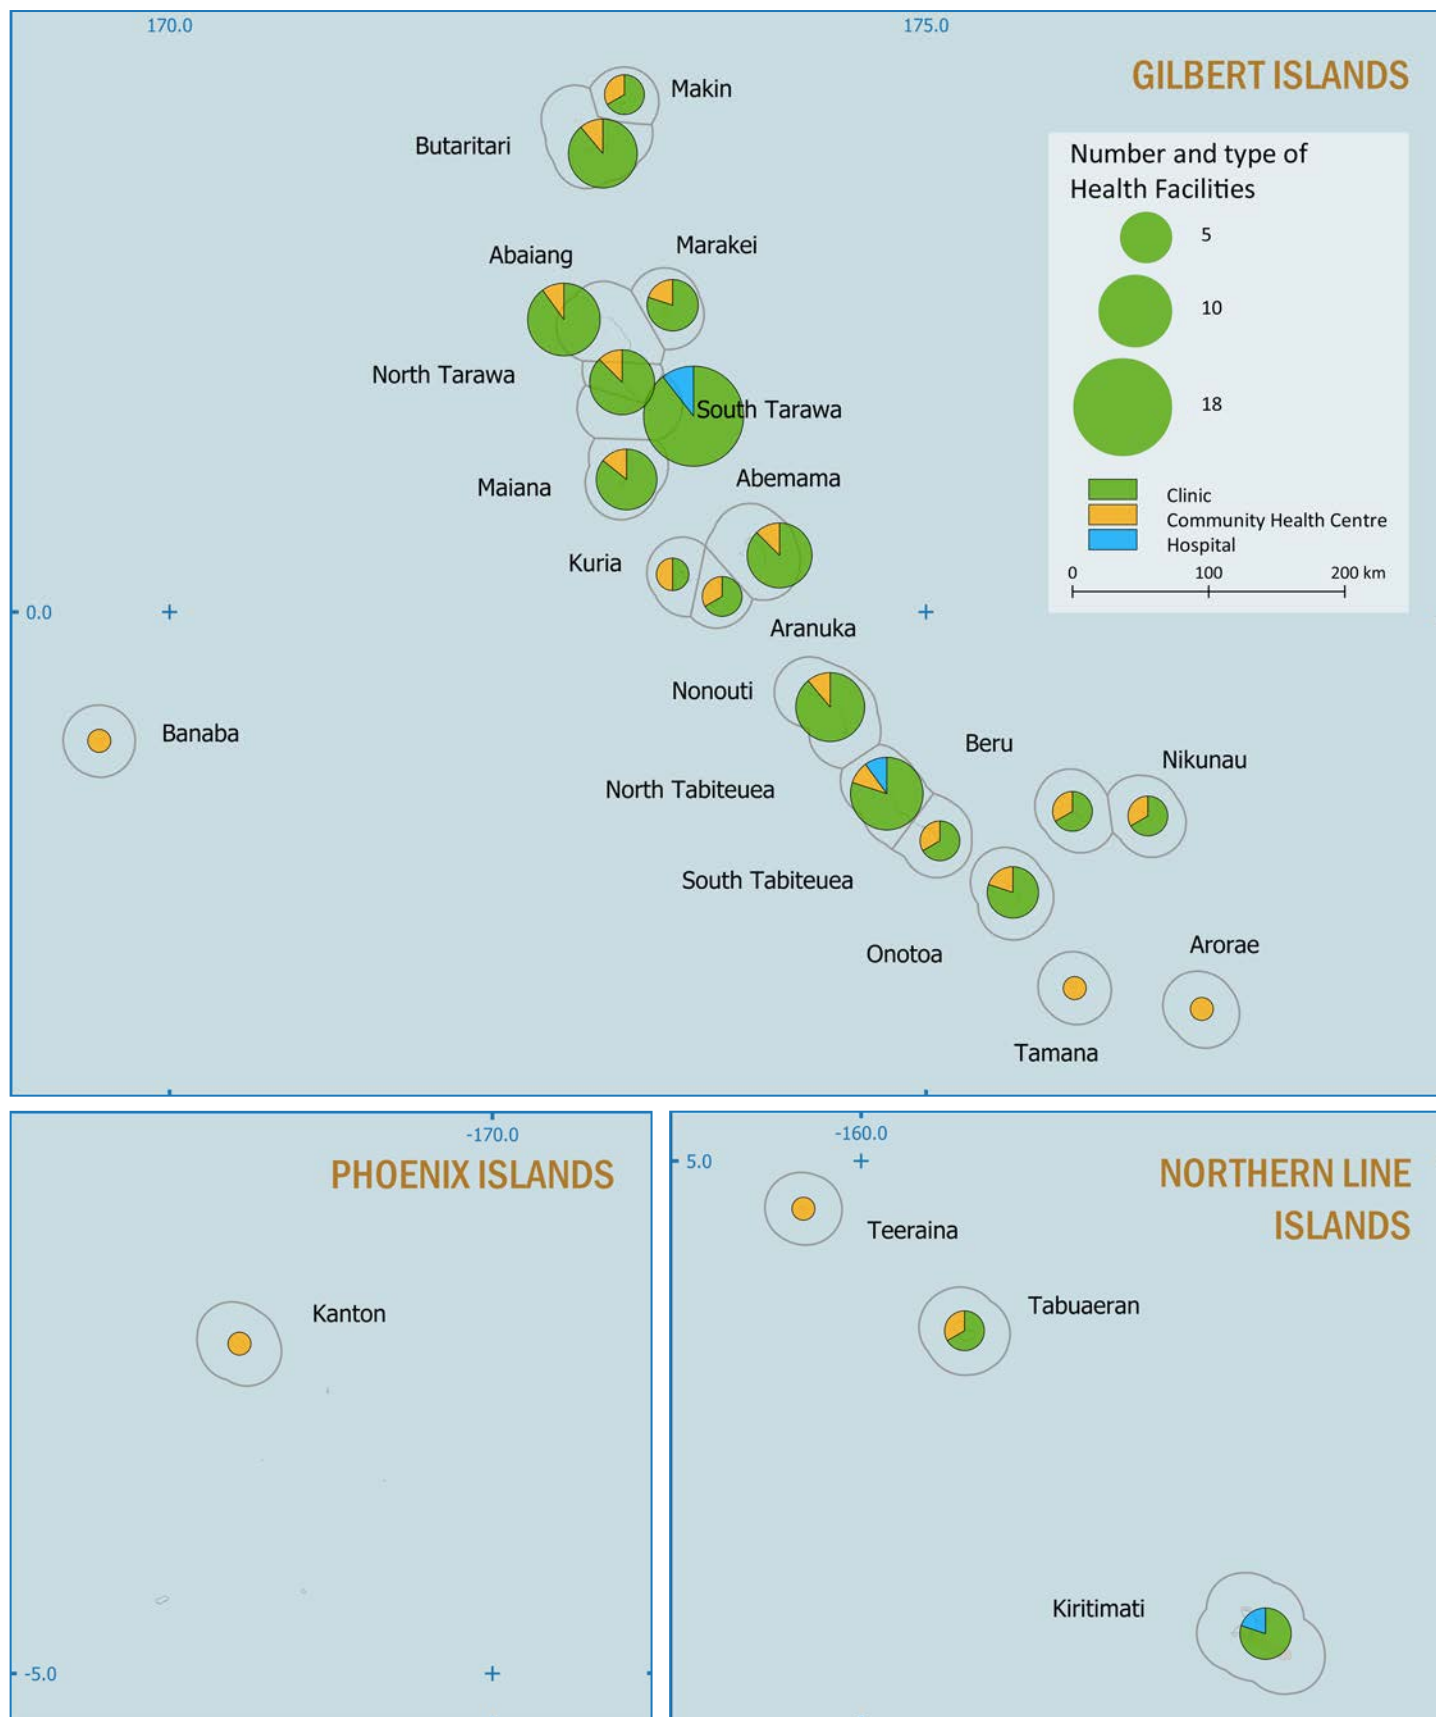 170.0
175.0
GILBERT ISLANDS
Makin
Butaritari
Number and type of
Health Facilities
5
10
18
Clinic
Community Health Centre
Hospital
0
100
200 km
Abaiang
Marakei
North Tarawa
South Tarawa
Maiana
Abemama
Kuria
0.0
Aranuka
Nonouti
Banaba
Beru
Nikunau
North Tabiteuea
South Tabiteuea
Onotoa
Arorae
Tamana
-170.0
PHOENIX ISLANDS
Kanton
-5.0
-160.0
5.0
NORTHERN LINE
ISLANDS
Teeraina
Tabuaeran
Kiritimati